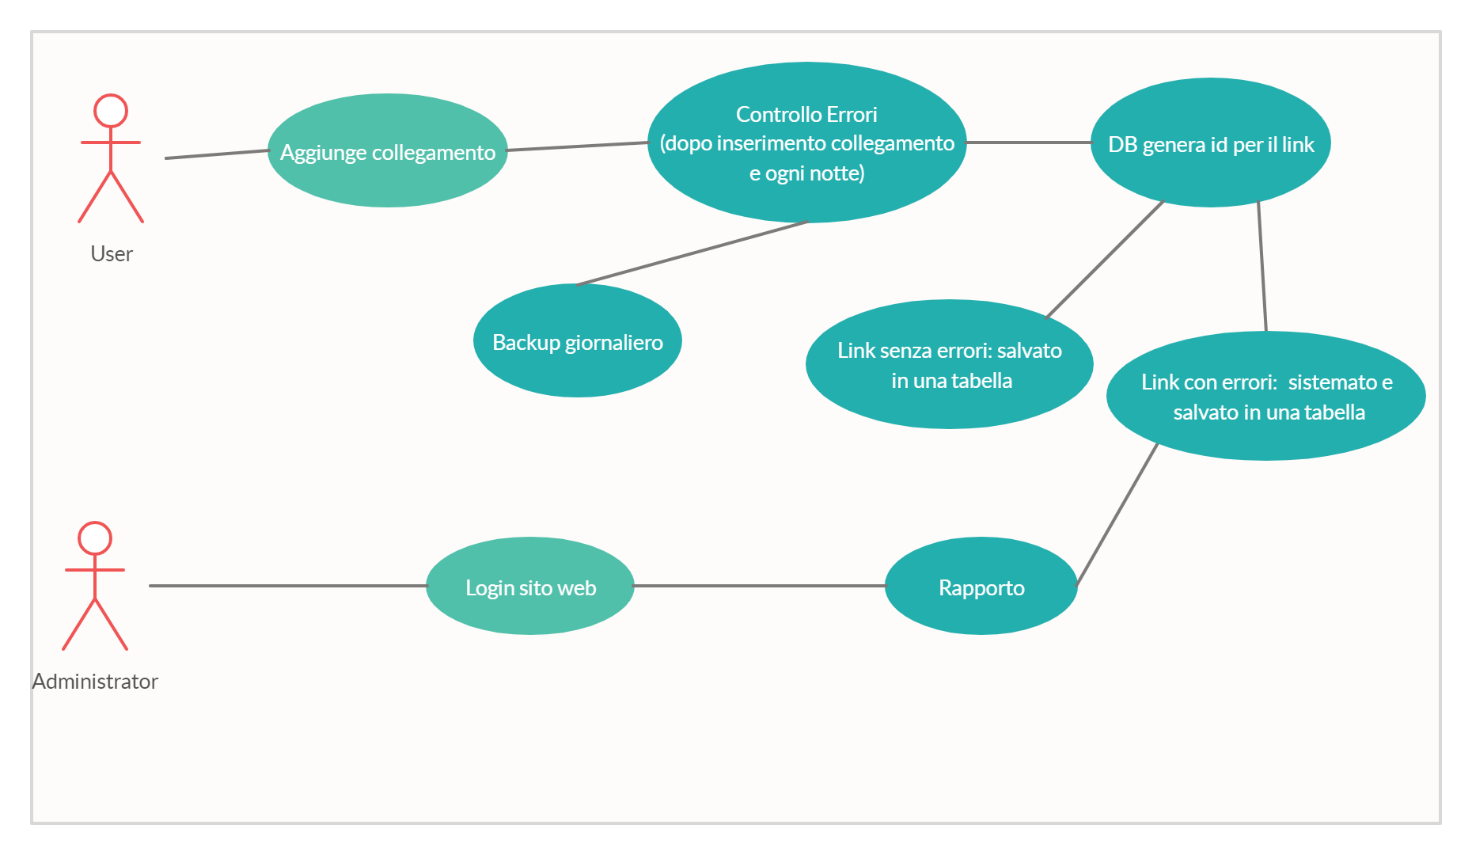 Aggiunge collegamento
Controllo Errori
(dopo inserimento collegamento
e ogni notte)
DB genera id per il link
User
Backup giornaliero
Link senza errori: salvato
in una tabella
Link con errori:  sistemato e
salvato in una tabella
Login sito web
Rapporto
Administrator